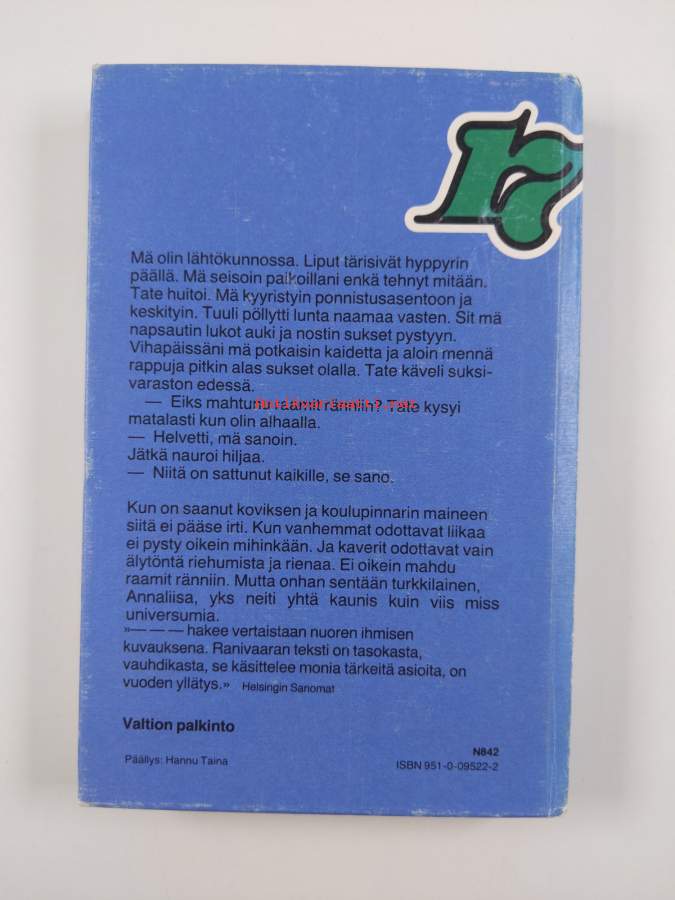 17
Mä olin lähtökunnossa. Liput tärisivät hyppyrin
päällä. Mä seisoin paikoillani enkä tehnyt mitään.
Tate huitoi. Mä kyyristyin ponnistusasentoon ja
keskityin. Tuuli pöllytti lunta naamaa vasten. Sit mä
napsautin lukot auki ja nostin sukset pystyyn.
Vihapäissäni mä potkaisin kaidetta ja aloin mennä
rappuja pitkin alas sukset olalla. Tate käveli suksi-
varaston edessä.
— Eiks mahtunu raamit ränniin? Tate kysyi
matalasti kun olin alhaalla.
— Helvetti, mä sanoin.
Jätkä nauroi hiljaa.
— Niitä on sattunut kaikille, se sano.
Kun on saanut koviksen ja koulupinnarin maineen
siitä ei pääse irti. Kun vanhemmat odottavat liikaa
ei pysty oikein mihinkään. Ja kaverit odottavat vain
älytöntä riehumista ja rienaa. Ei oikein mahdu
raamit ränniin. Mutta onhan sentään turkkilainen,
Annaliisa, yks neiti yhtä kaunis kuin viis miss
universumia.
»— — — hakee vertaistaan nuoren ihmisen
kuvauksena. Ranivaaran teksti on tasokasta,
vauhdikasta, se käsittelee monia tärkeitä asioita, on
vuoden yllätys.» Helsingin Sanomat
Valtion palkinto
N842
Päällys: Hannu Taina
ISBN 951-0-09522-2